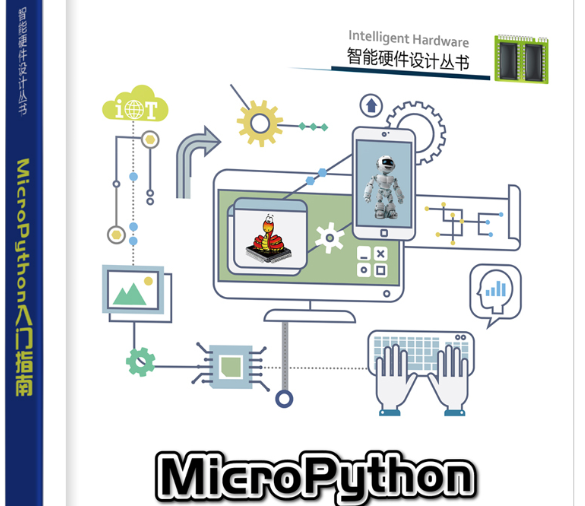 智能硬件设计丛书
MicroPython入门指南
Intelligent Hardware
智能硬件设计丛书
iOT
MicroPython